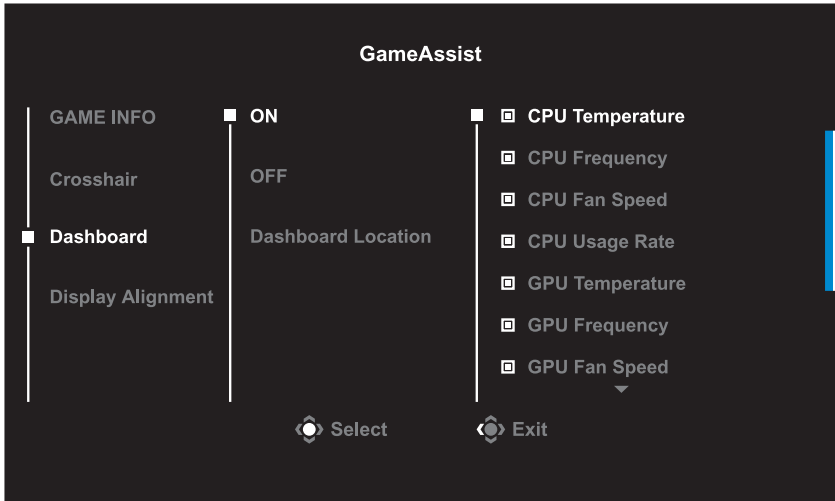 GameAssist
GAME INFO
Crosshair
Dashboard
Display Alignment
ON
OFF
Dashboard Location
CPU Temperature
CPU Frequency
CPU Fan Speed
CPU Usage Rate
GPU Temperature
GPU Frequency
GPU Fan Speed
Select
Exit